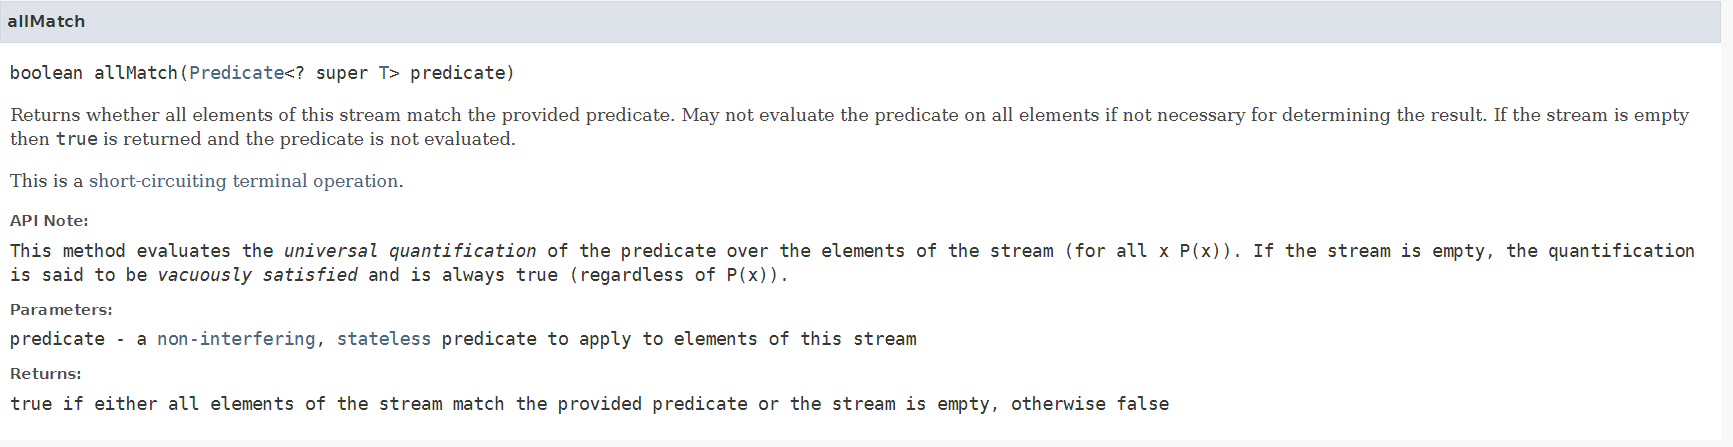 allMatch
boolean allMatch(Predicate<? super T> predicate)
Returns whether all elements of this stream match the provided predicate. May not evaluate the predicate on all elements if not necessary for determining the result. If the stream is empty
then true is returned and the predicate is not evaluated.
This is a short-circuiting terminal operation.
API Note:
This method evaluates the universal quantification of the predicate over the elements of the stream (for all x P(x)). If the stream is empty, the quantification
is said to be vacuously satisfied and is always true (regardless of P(x)).
Parameters:
predicate - a non-interfering, stateless predicate to apply to elements of this stream
Returns:
true if either all elements of the stream match the provided predicate or the stream is empty, otherwise false